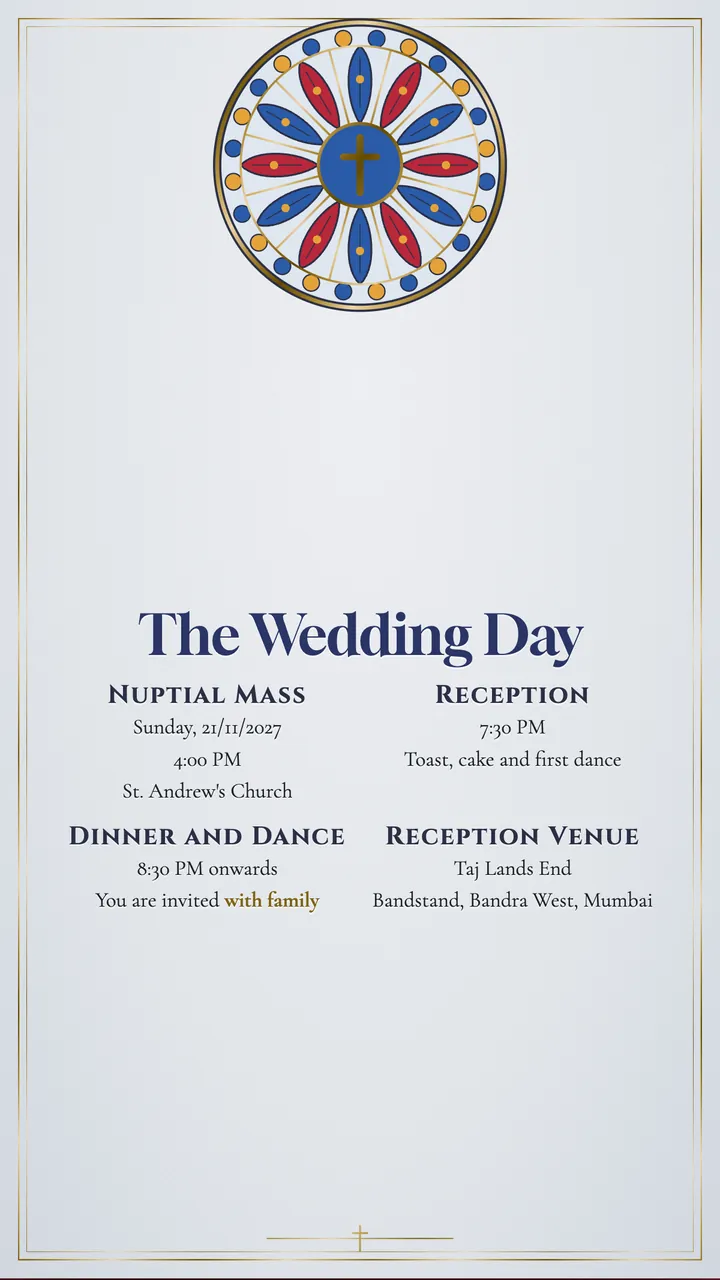 The Wedding Day
Nuptial Mass
Sunday, 21/11/2027
4:00 PM
St. Andrew's Church
Reception
7:30 PM
Toast, cake and first dance
Dinner and Dance
8:30 PM onwards
You are invited with family
Reception Venue
Taj Lands End
Bandstand, Bandra West, Mumbai